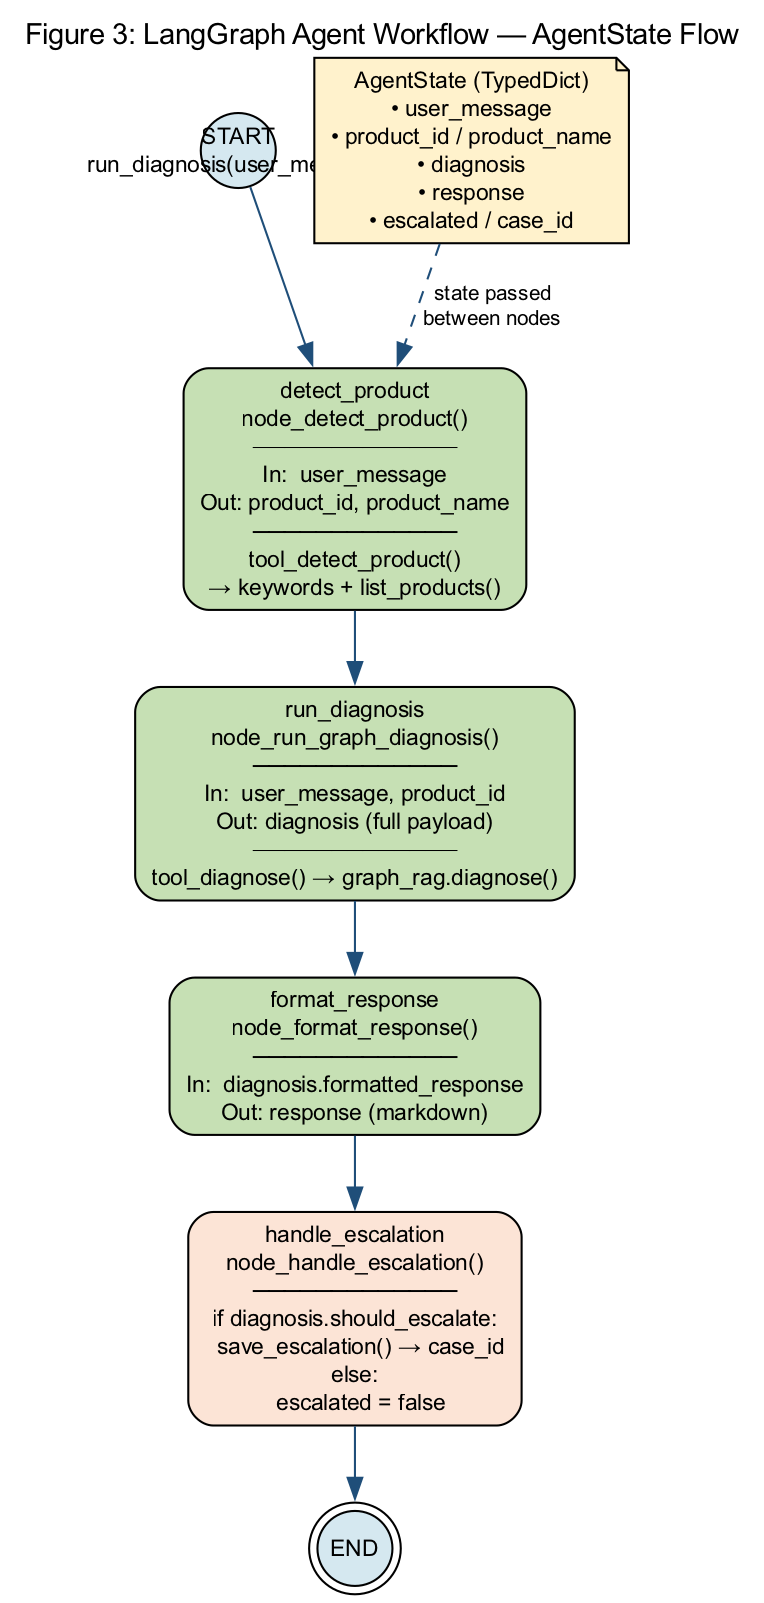 Figure 3: LangGraph Agent Workflow — AgentState Flow
START
run_diagnosis(user_me
AgentState (TypedDict)
• user_message
• product_id / product_name
• diagnosis
• response
• escalated / case_id
state passed
between nodes
detect_product
node_detect_product()
In:  user_message
Out: product_id, product_name
tool_detect_product()
→ keywords + list_products()
run_diagnosis
node_run_graph_diagnosis()
In:  user_message, product_id
Out: diagnosis (full payload)
tool_diagnose() → graph_rag.diagnose()
format_response
node_format_response()
In:  diagnosis.formatted_response
Out: response (markdown)
handle_escalation
node_handle_escalation()
if diagnosis.should_escalate:
save_escalation() → case_id
else:
escalated = false
END